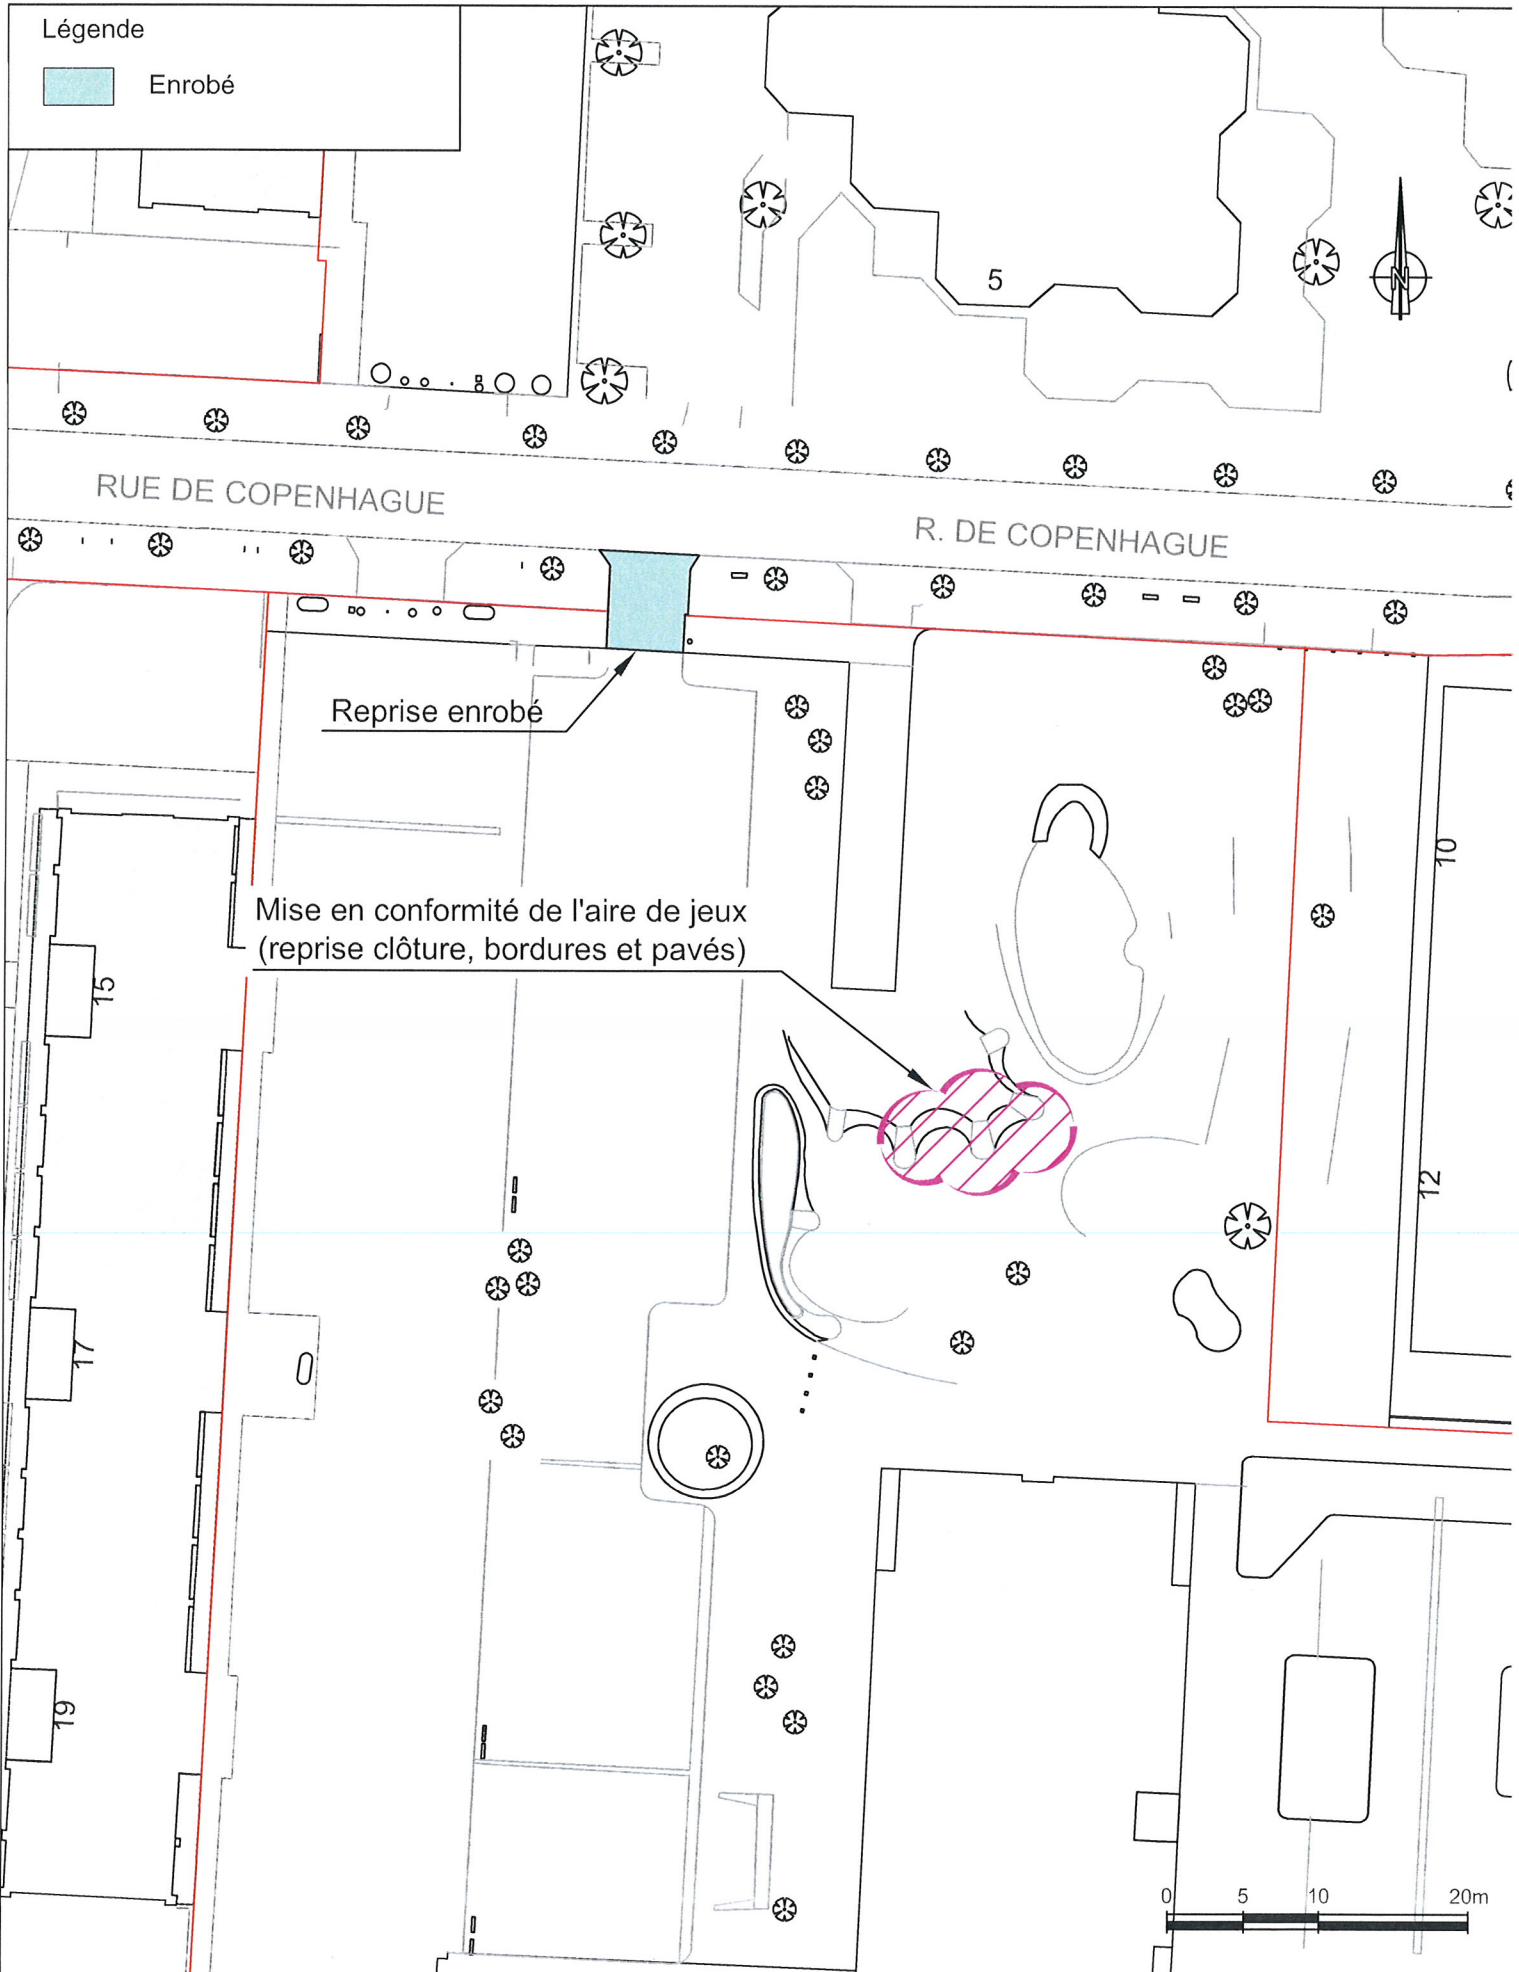 Légende
Enrobé
5
N
RUE DE COPENHAGUE
R. DE COPENHAGUE
Reprise enrobé
10
Mise en conformité de l'aire de jeux
(reprise clôture, bordures et pavés)
15
12
17
19
0 5 10 20m